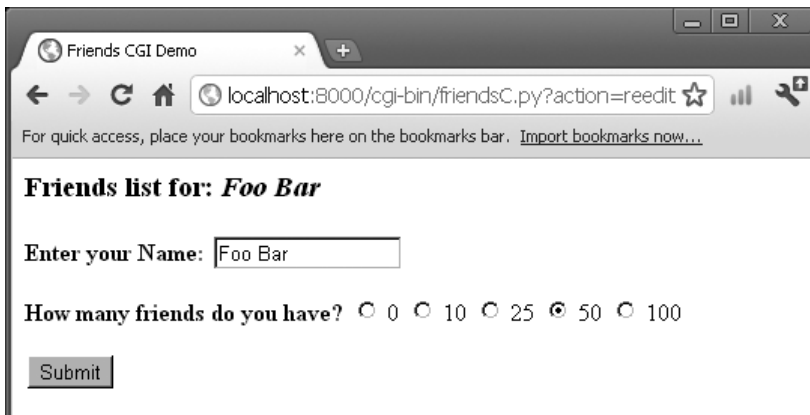 Friends CGI Demo
localhost:8000/cgi-bin/friendsC.py?action=reedit
For quick access, place your bookmarks here on the bookmarks bar. Import bookmarks now...
Friends list for: Foo Bar
Enter your Name: Foo Bar
How many friends do you have? 0 10 25 50 100
Submit